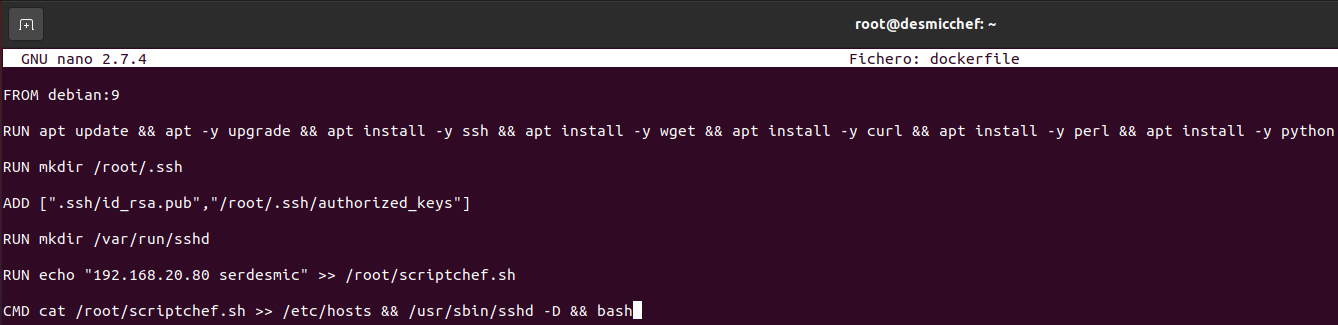 root@desmicchef: ~
GNU nano 2.7.4 Fichero: dockerfile
FROM debian:9
RUN apt update && apt -y upgrade && apt install -y ssh && apt install -y wget && apt install -y curl && apt install -y perl && apt install -y python
RUN mkdir /root/.ssh
ADD [".ssh/id_rsa.pub","/root/.ssh/authorized_keys"]
RUN mkdir /var/run/sshd
RUN echo "192.168.20.80 serdesmic" >> /root/scriptchef.sh
CMD cat /root/scriptchef.sh >> /etc/hosts && /usr/sbin/sshd -D && bash